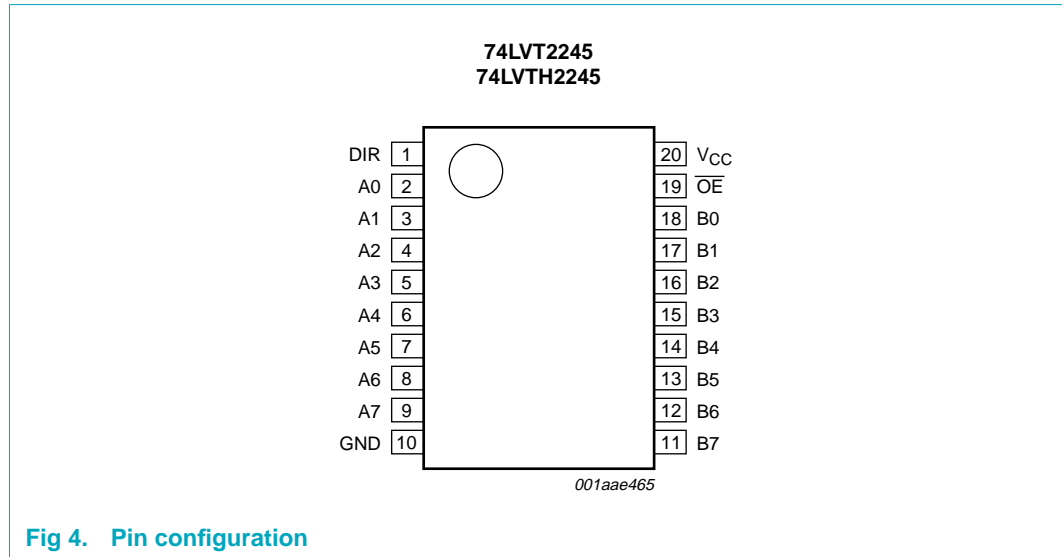 74LVT2245
74LVTH2245
DIR 1 20 VCC
A0 2 19 OE
A1 3 18 B0
A2 4 17 B1
A3 5 16 B2
A4 6 15 B3
A5 7 14 B4
A6 8 13 B5
A7 9 12 B6
GND 10 11 B7
001aae465
Fig 4. Pin configuration